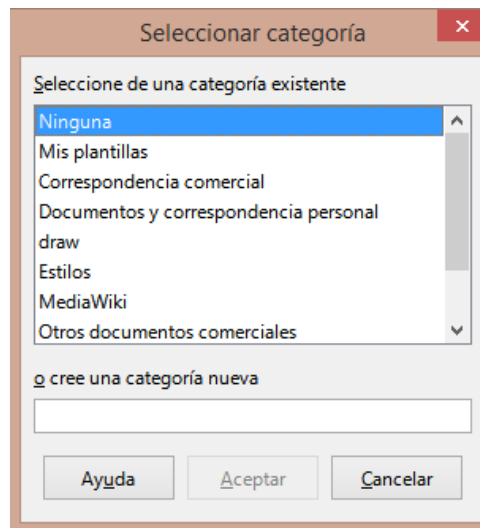 Seleccionar categoría
Seleccione de una categoría existente
Ninguna
Mis plantillas
Correspondencia comercial
Documentos y correspondencia personal
draw
Estilos
MediaWiki
Otros documentos comerciales
o cree una categoría nueva
Ayuda Aceptar Cancelar